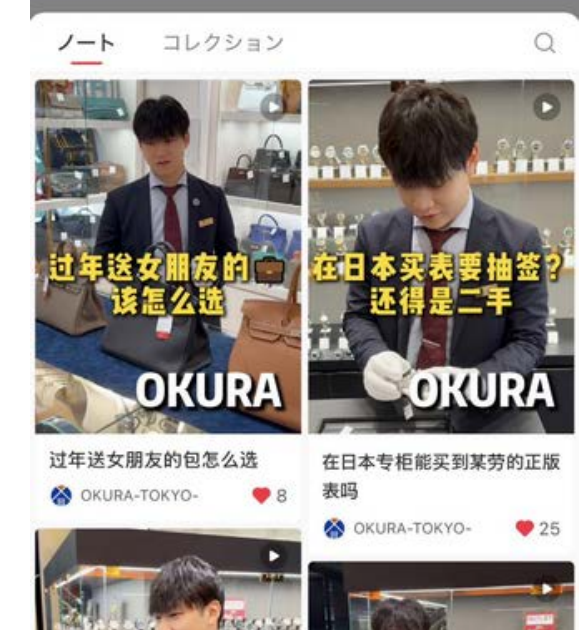 ノート
コレクション
过年送女朋友的
该怎么选
OKURA
在日本买表要抽签?
还得是二手
OKURA
过年送女朋友的包怎么选
OKURA-TOKYO-
8
在日本专柜能买到某劳的正版
表吗
OKURA-TOKYO-
25